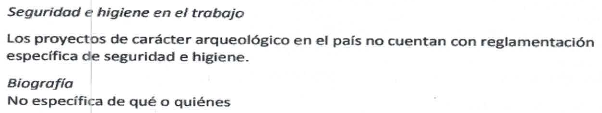 Seguridad e higiene en el trabajo
Los proyectos de carácter arqueológico en el país no cuentan con reglamentación
específica de seguridad e higiene.
Biografía
No específica de qué o quiénes